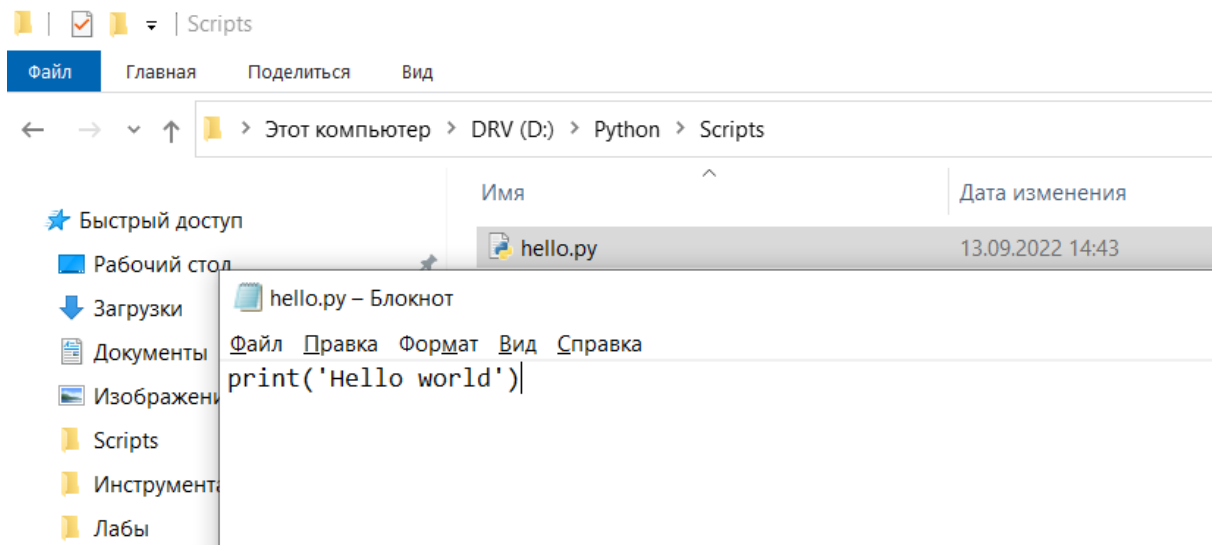 Scripts
Файл Главная Поделиться Вид
Этот компьютер > DRV (D:) > Python > Scripts
Имя Дата изменения
Быстрый доступ
hello.py 13.09.2022 14:43
Рабочий стол
hello.py – Блокнот
Загрузки
Файл Правка Формат Вид Справка
Документы
print('Hello world')
Изображени
Scripts
Инструмента
Лабы